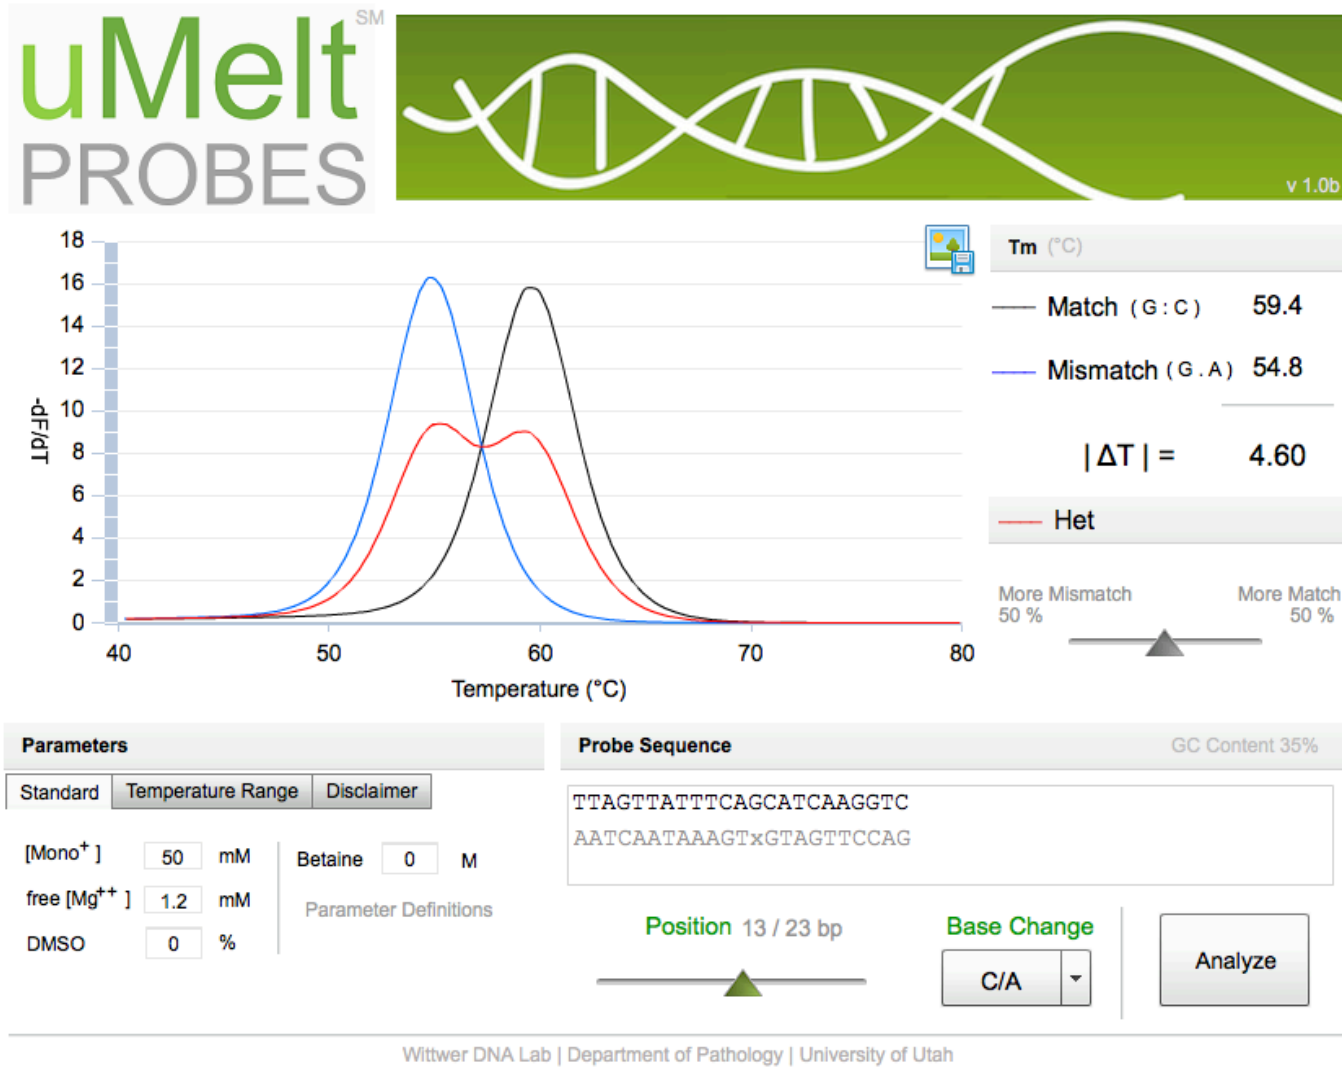 uMelt SM
PROBES
v 1.0b
18
16
14
12
10
8
6
4
2
0
-dF/dT
40 50 60 70 80
Temperature (°C)
Tm (°C)
Match (G:C) 59.4
Mismatch (G.A) 54.8
|ΔT| = 4.60
Het
More Mismatch More Match
50 % 50 %
Parameters
Standard Temperature Range Disclaimer
[Mono+] 50 mM Betaine 0 M
free [Mg++] 1.2 mM Parameter Definitions
DMSO 0 %
Probe Sequence GC Content 35%
TTAGTTATTTCAGCATCAAGGTC
AATCAATAAAGTxGTAGTTCCAG
Position 13 / 23 bp Base Change
C/A Analyze
Wittwer DNA Lab | Department of Pathology | University of Utah